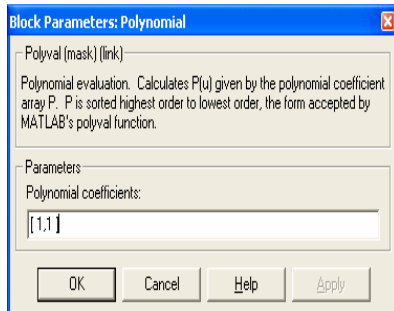 Block Parameters: Polynomial
Polyval (mask) (link)
Polynomial evaluation. Calculates P(u) given by the polynomial coefficient
array P. P is sorted highest order to lowest order, the form accepted by
MATLAB's polyval function.
Parameters
Polynomial coefficients:
[ 1,1 ]
OK Cancel Help Apply